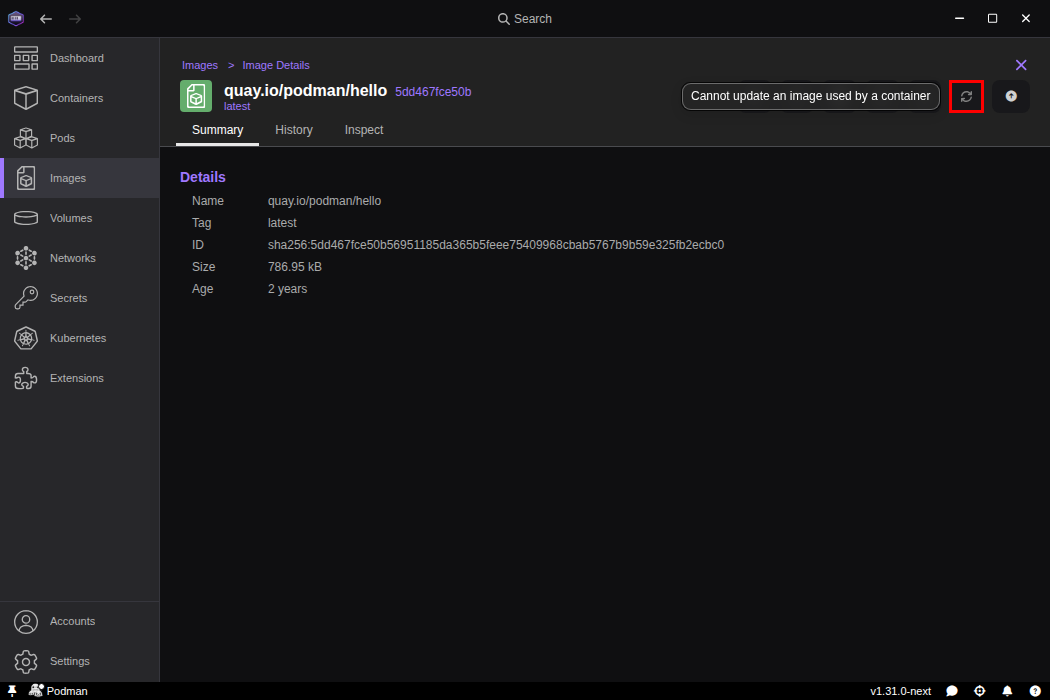 Search
Dashboard
Containers
Pods
Images
Volumes
Networks
Secrets
Kubernetes
Extensions
Accounts
Settings
Images > Image Details
quay.io/podman/hello 5dd467fce50b
latest
Cannot update an image used by a container
Summary History Inspect
Details
Name quay.io/podman/hello
Tag latest
ID sha256:5dd467fce50b56951185da365b5feee75409968cbab5767b9b59e325fb2ecbc0
Size 786.95 kB
Age 2 years
Podman
v1.31.0-next